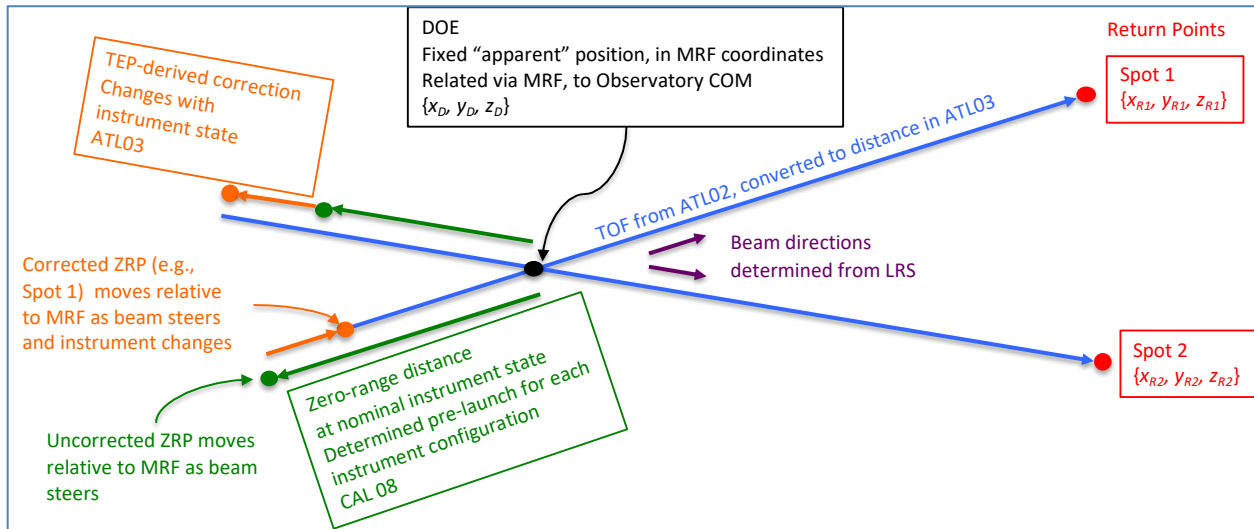 DOE
Fixed “apparent” position, in MRF coordinates
Related via MRF, to Observatory COM
{xD, yD, zD}
TEP-derived correction
Changes with
instrument state
ATL03
Return Points
Spot 1
{xR1, yR1, zR1}
TOF from ATL02, converted to distance in ATL03
Beam directions
determined from LRS
Corrected ZRP (e.g.,
Spot 1)  moves relative
to MRF as beam steers
and instrument changes
Spot 2
{xR2, yR2, zR2}
Zero-range distance
at nominal instrument state
Determined pre-launch for each
instrument configuration
CAL 08
Uncorrected ZRP moves
relative to MRF as beam
steers